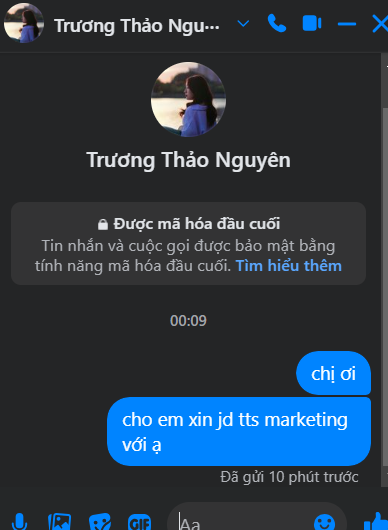 Trương Thảo Ngu...
Trương Thảo Nguyên
Được mã hóa đầu cuối
Tin nhắn và cuộc gọi được bảo mật bằng
tính năng mã hóa đầu cuối. Tìm hiểu thêm
00:09
chị ơi
cho em xin jd tts marketing
với ạ
Đã gửi 10 phút trước
GIF
Aa